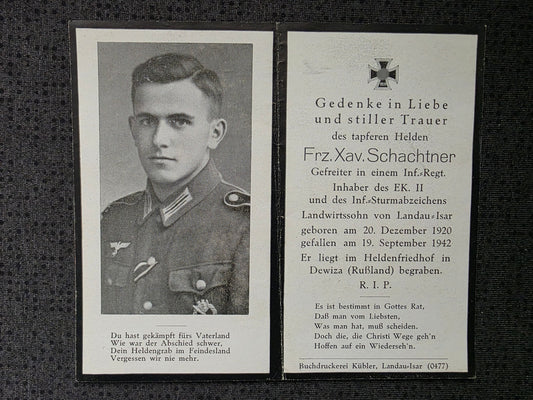 Du hast gekämpft fürs Vaterland
Wie war der Abschied schwer,
Dein Heldengrab im Feindesland
Vergessen wir nie mehr.
Gedenke in Liebe
und stiller Trauer
des tapferen Helden
Frz. Xav. Schachtner
Gefreiter in einem Inf.-Regt.
Inhaber des EK. II
und des Inf.-Sturmabzeichens
Landwirtssohn von Landau-Isar
geboren am 20. Dezember 1920
gefallen am 19. September 1942
Er liegt im Heldenfriedhof in
Dewiza (Rußland) begraben.
R. I. P.
Es ist bestimmt in Gottes Rat,
Daß man vom Liebsten,
Was man hat, muß scheiden.
Doch die, die Christi Wege geh'n
Hoffen auf ein Wiederseh'n.
Buchdruckerei Kübler, Landau-Isar (0477)